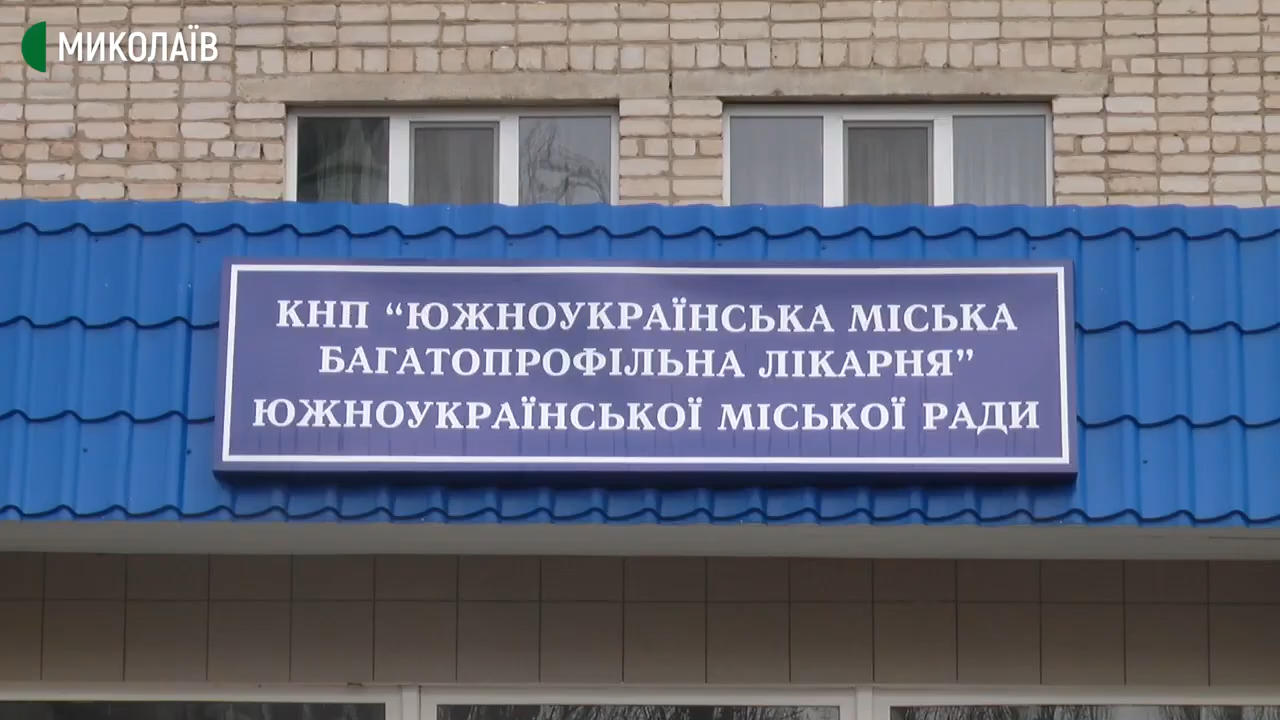 МИКОЛАЇВ
КНП “ЮЖНОУКРАЇНСЬКА МІСЬКА
БАГАТОПРОФІЛЬНА ЛІКАРНЯ”
ЮЖНОУКРАЇНСЬКОЇ МІСЬКОЇ РАДИ